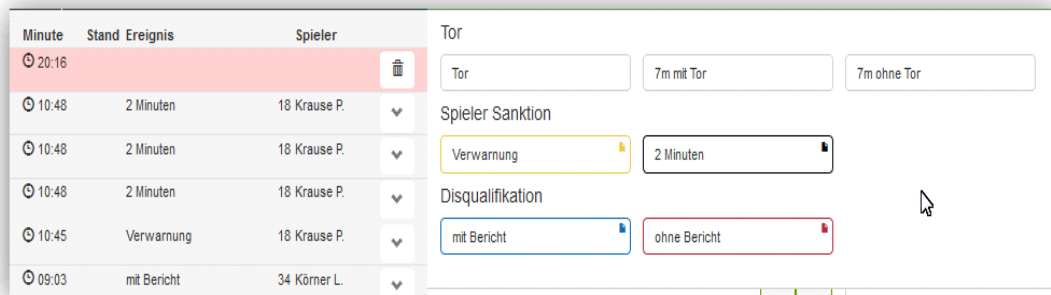 Minute Stand Ereignis Spieler
20:16
10:48 2 Minuten 18 Krause P.
10:48 2 Minuten 18 Krause P.
10:48 2 Minuten 18 Krause P.
10:45 Verwarnung 18 Krause P.
09:03 mit Bericht 34 Körner L.
Tor
Tor 7m mit Tor 7m ohne Tor
Spieler Sanktion
Verwarnung 2 Minuten
Disqualifikation
mit Bericht ohne Bericht